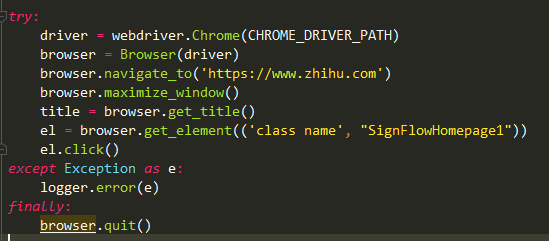 try:
    driver = webdriver.Chrome(CHROME_DRIVER_PATH)
    browser = Browser(driver)
    browser.navigate_to('https://www.zhihu.com')
    browser.maximize_window()
    title = browser.get_title()
    el = browser.get_element(('class name', "SignFlowHomepage1"))
    el.click()
except Exception as e:
    logger.error(e)
finally:
    browser.quit()